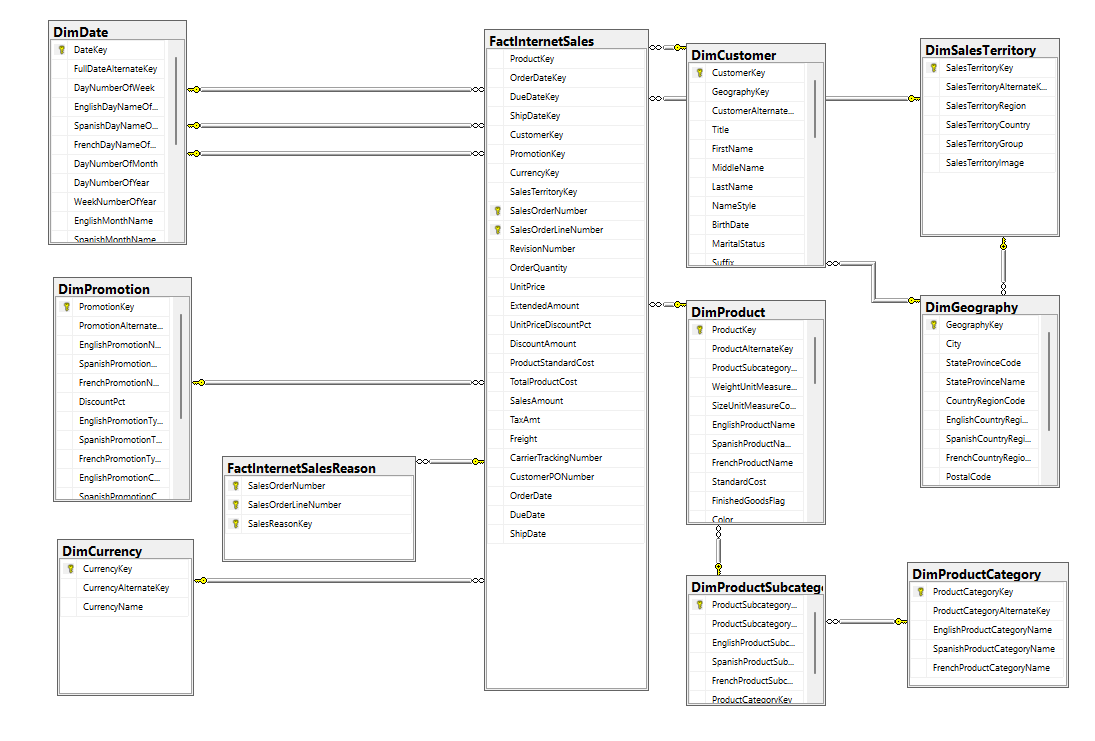 DimDate
DateKey
FullDateAlternateKey
DayNumberOfWeek
EnglishDayNameOf...
SpanishDayNameO...
FrenchDayNameOf...
DayNumberOfMonth
DayNumberOfYear
WeekNumberOfYear
EnglishMonthName
SpanishMonthName
DimPromotion
PromotionKey
PromotionAlternate...
EnglishPromotionN...
SpanishPromotion...
FrenchPromotionN...
DiscountPct
EnglishPromotionTy...
SpanishPromotionT...
FrenchPromotionTy...
EnglishPromotionC...
SpanishPromotionC
DimCurrency
CurrencyKey
CurrencyAlternateKey
CurrencyName
FactInternetSalesReason
SalesOrderNumber
SalesOrderLineNumber
SalesReasonKey
FactInternetSales
ProductKey
OrderDateKey
DueDateKey
ShipDateKey
CustomerKey
PromotionKey
CurrencyKey
SalesTerritoryKey
SalesOrderNumber
SalesOrderLineNumber
RevisionNumber
OrderQuantity
UnitPrice
ExtendedAmount
UnitPriceDiscountPct
DiscountAmount
ProductStandardCost
TotalProductCost
SalesAmount
TaxAmt
Freight
CarrierTrackingNumber
CustomerPONumber
OrderDate
DueDate
ShipDate
DimCustomer
CustomerKey
GeographyKey
CustomerAlternate...
Title
FirstName
MiddleName
LastName
NameStyle
BirthDate
MaritalStatus
Suffix
DimProduct
ProductKey
ProductAlternateKey
ProductSubcategory...
WeightUnitMeasure...
SizeUnitMeasureCo...
EnglishProductName
SpanishProductNa...
FrenchProductName
StandardCost
FinishedGoodsFlag
Color
DimProductSubcateg
ProductSubcategory...
ProductSubcategory...
EnglishProductSubc...
SpanishProductSub...
FrenchProductSubc...
ProductCategoryKey
DimSalesTerritory
SalesTerritoryKey
SalesTerritoryAlternateK...
SalesTerritoryRegion
SalesTerritoryCountry
SalesTerritoryGroup
SalesTerritoryImage
DimGeography
GeographyKey
City
StateProvinceCode
StateProvinceName
CountryRegionCode
EnglishCountryRegi...
SpanishCountryRegi...
FrenchCountryRegio...
PostalCode
DimProductCategory
ProductCategoryKey
ProductCategoryAlternateKey
EnglishProductCategoryName
SpanishProductCategoryName
FrenchProductCategoryName